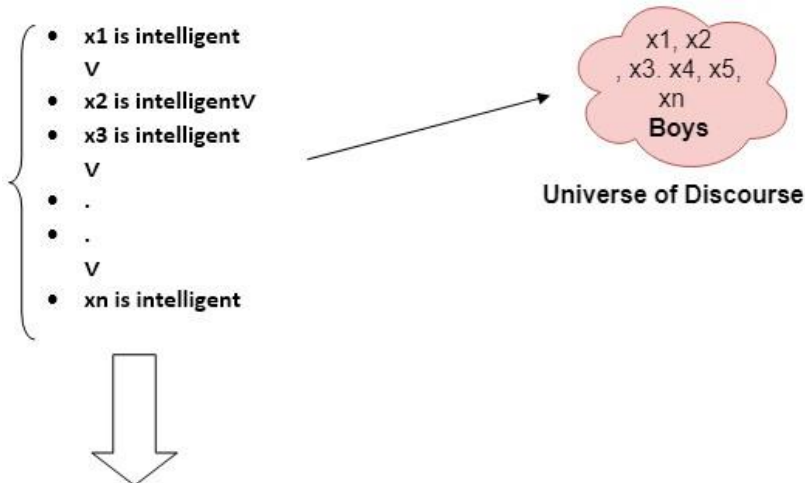 • x1 is intelligent
V
• x2 is intelligentV
• x3 is intelligent
V
• .
• .
V
• xn is intelligent
x1, x2
, x3. x4, x5,
xn
Boys
Universe of Discourse